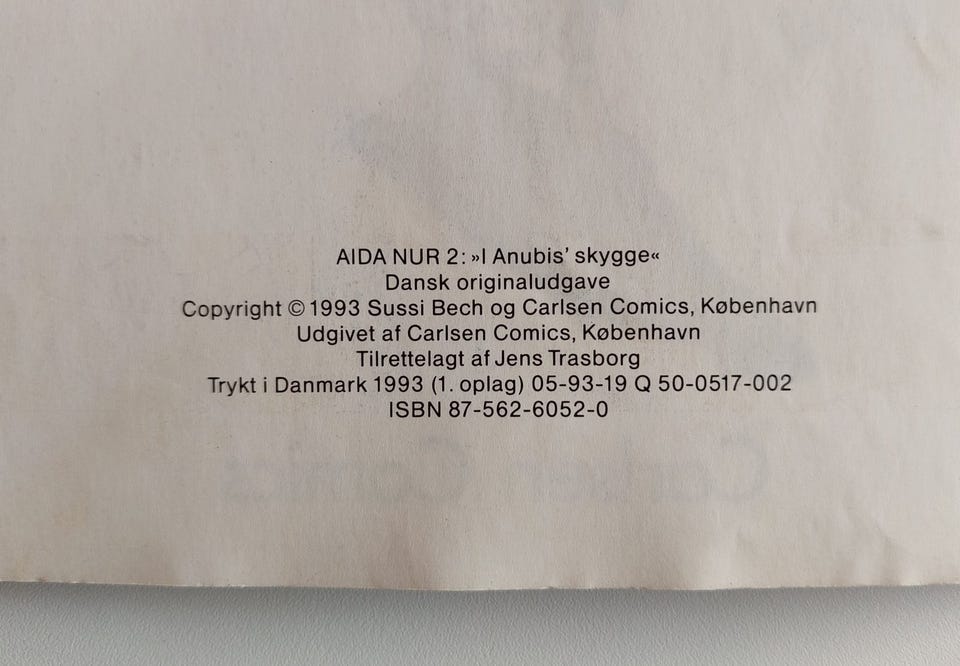 AIDA NUR 2: »I Anubis’ skygge«
Dansk originaludgave
Copyright © 1993 Sussi Bech og Carlsen Comics, København
Udgivet af Carlsen Comics, København
Tilrettelagt af Jens Trasborg
Trykt i Danmark 1993 (1. oplag) 05-93-19 Q 50-0517-002
ISBN 87-562-6052-0
Carlsen Comics